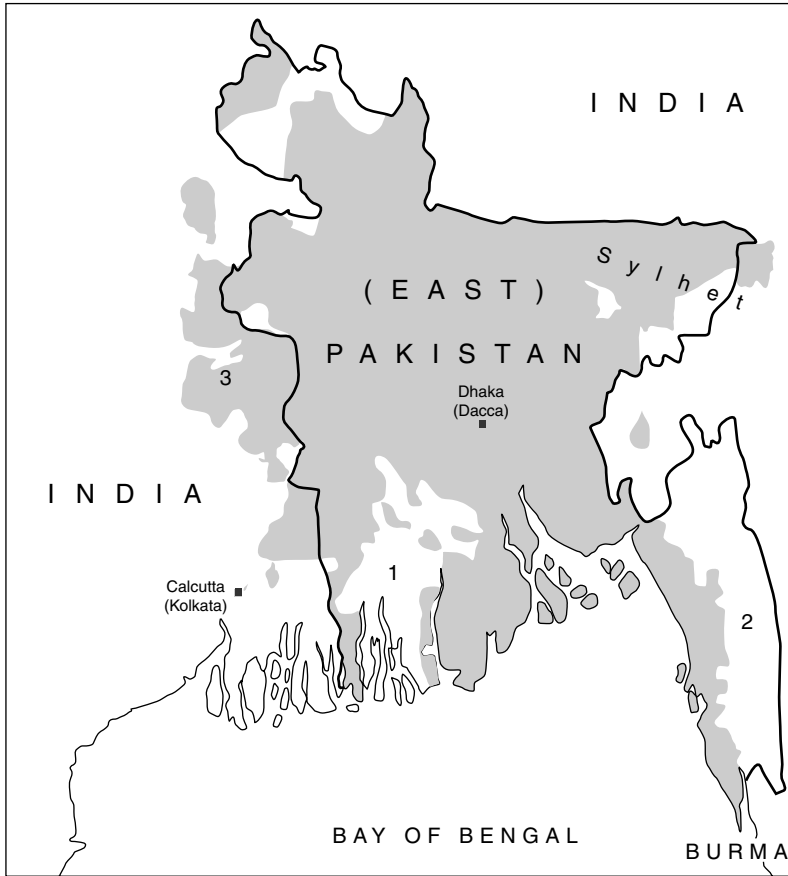 INDIA
Sylhet
(EAST)
PAKISTAN
3
Dhaka
(Dacca)
INDIA
1
Calcutta
(Kolkata)
2
BAY OF BENGAL
BURMA